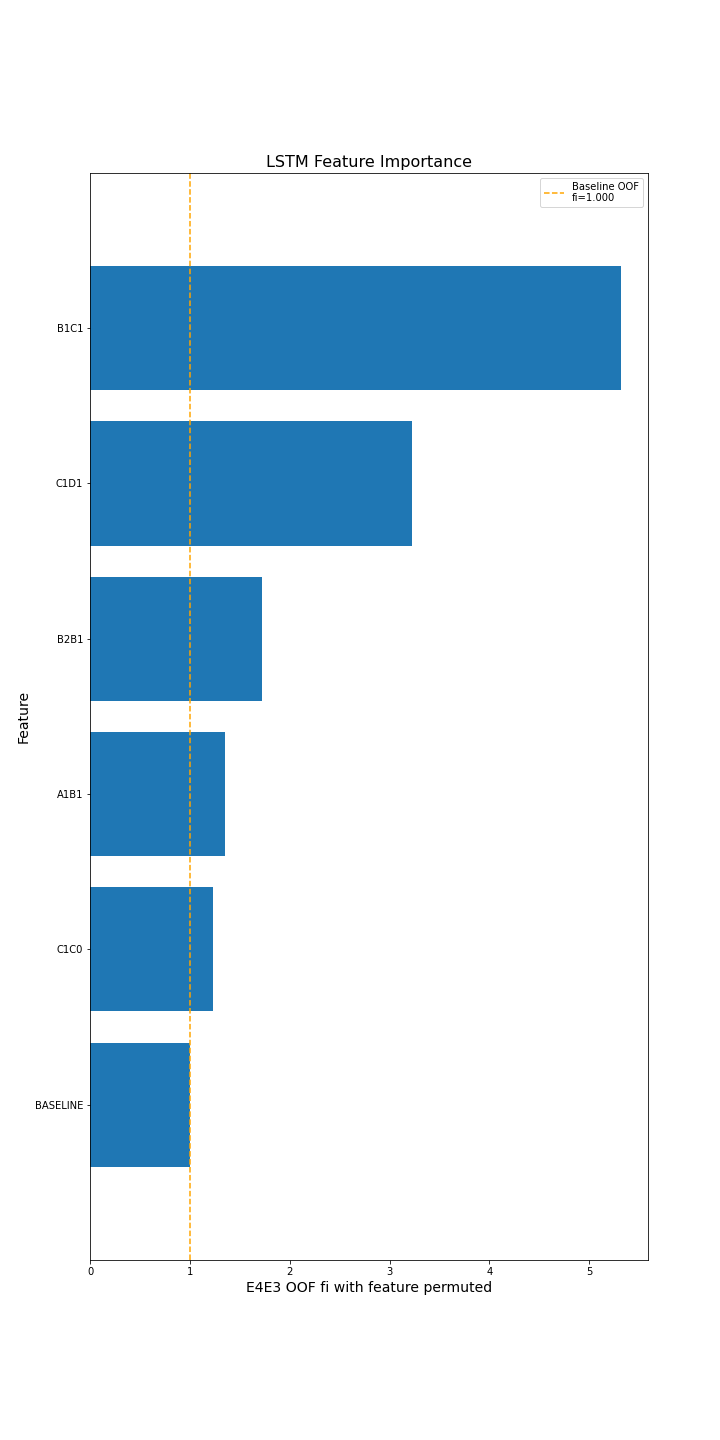 LSTM Feature Importance
Baseline OOF
fi=1.000
B1C1
C1D1
B2B1
A1B1
C1C0
BASELINE
Feature
0 1 2 3 4 5
E4E3 OOF fi with feature permuted